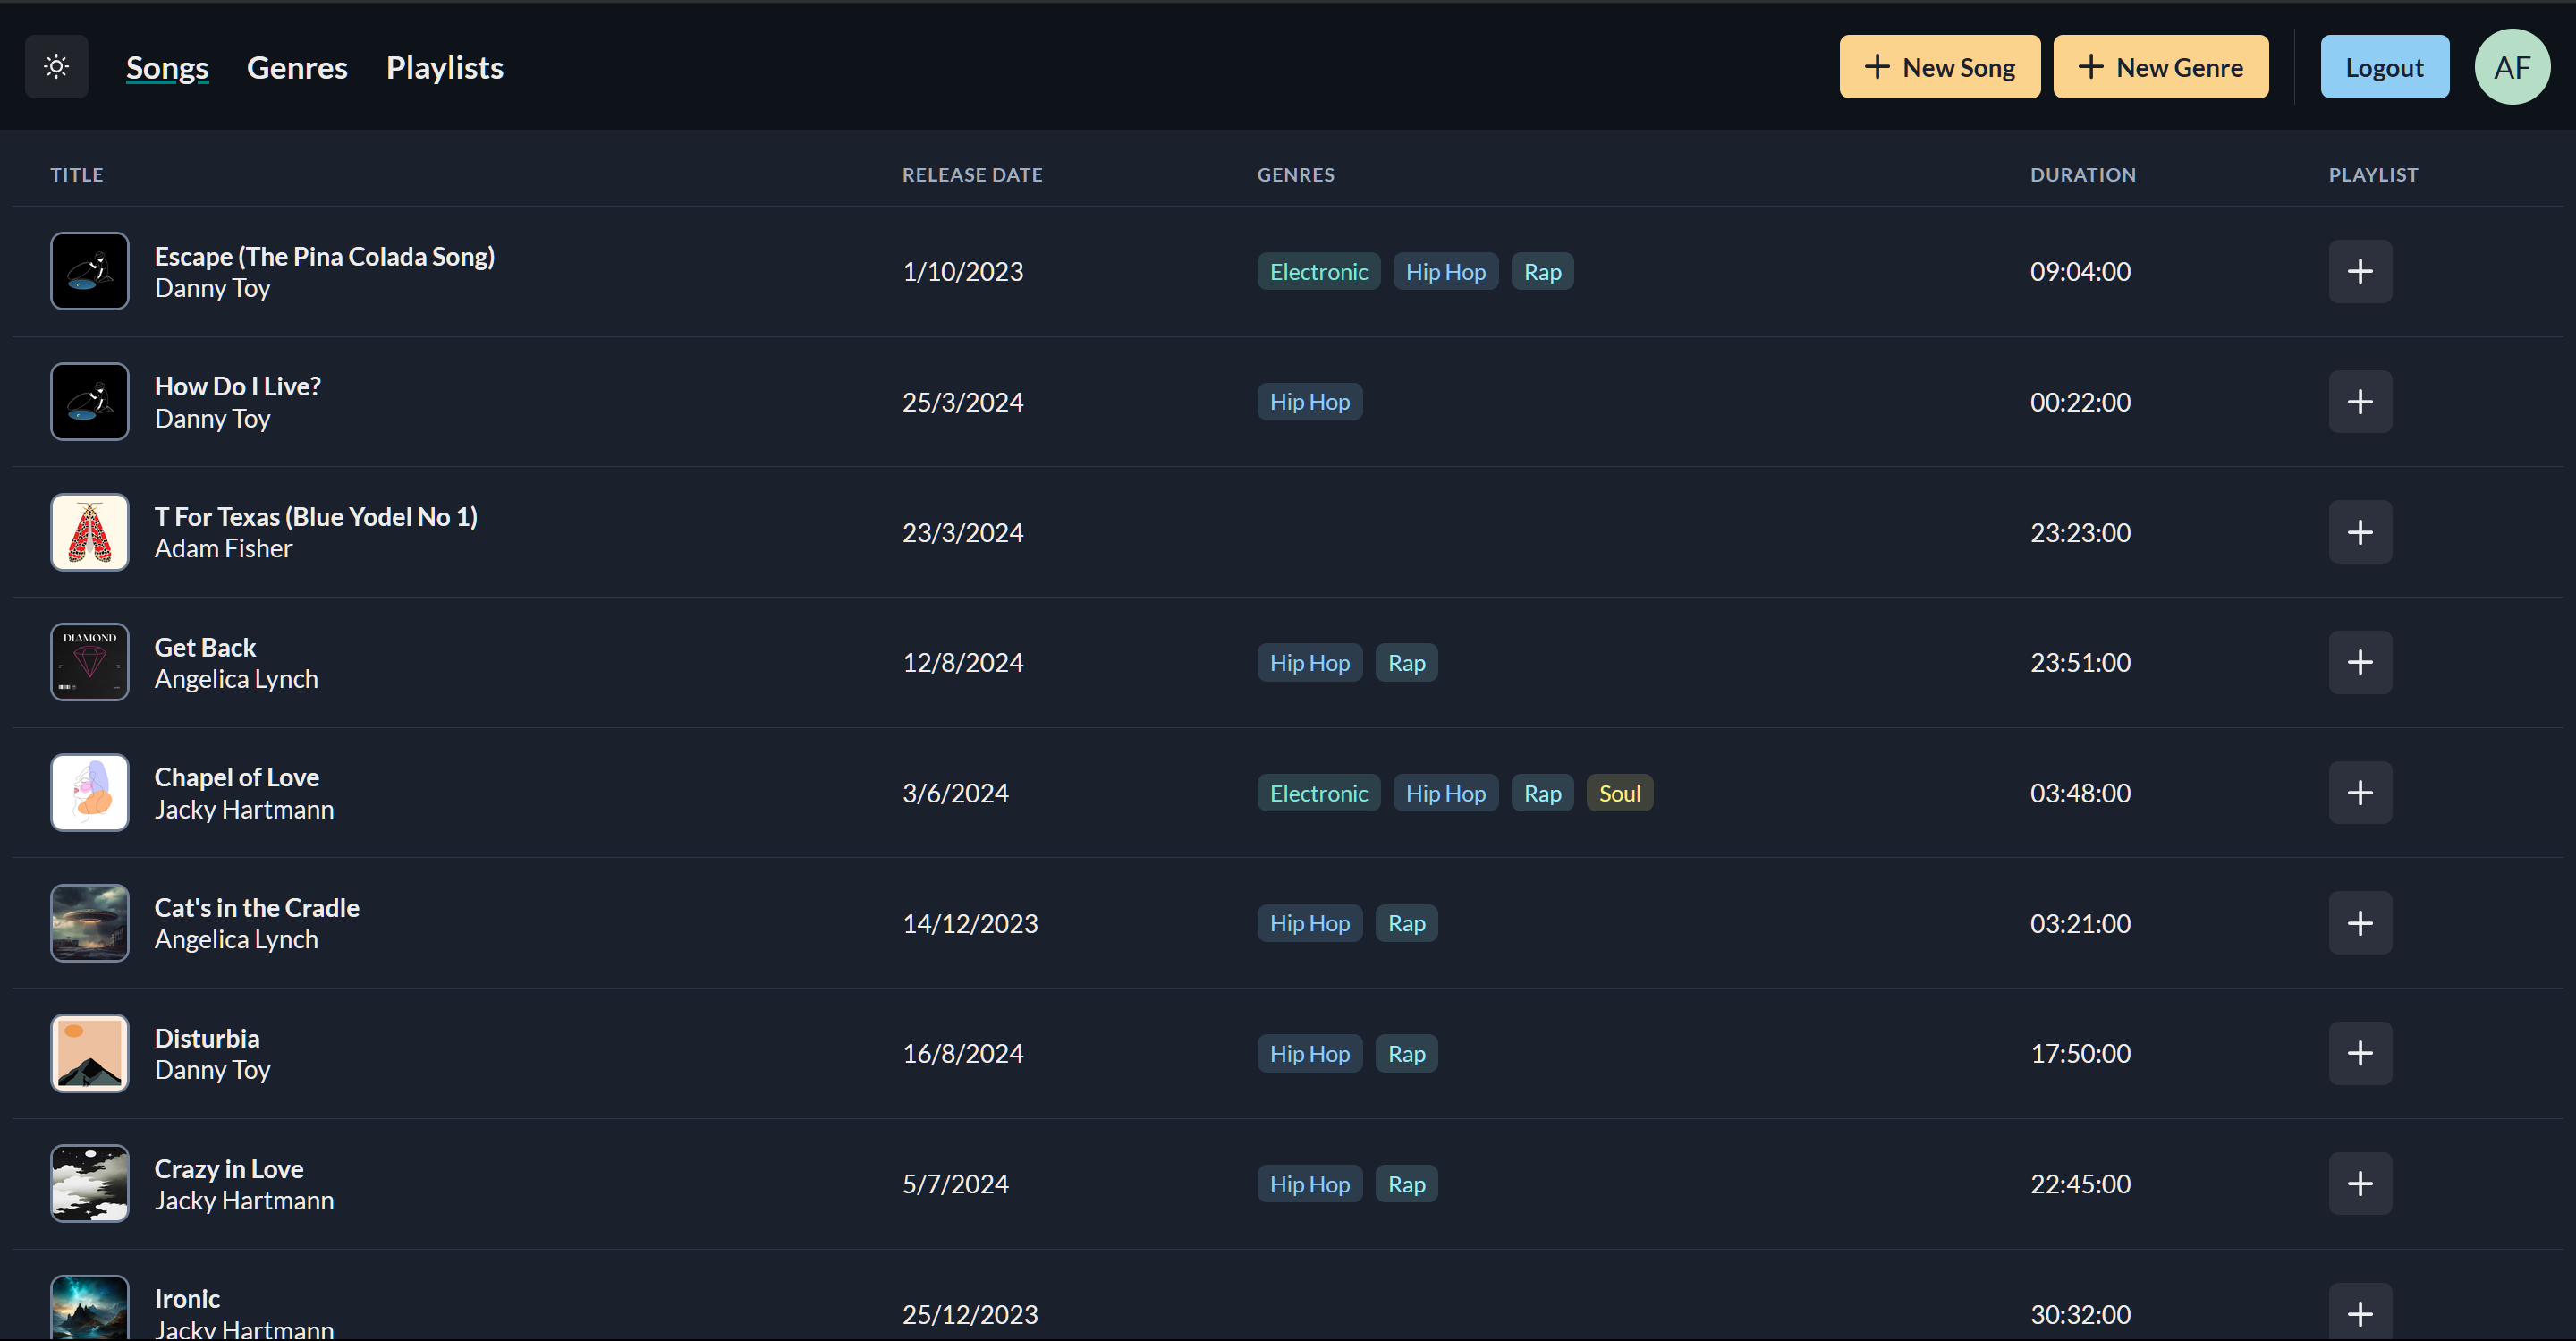 Songs Genres Playlists + New Song + New Genre Logout AF
TITLE RELEASE DATE GENRES DURATION PLAYLIST
Escape (The Pina Colada Song)
Danny Toy
1/10/2023 Electronic Hip Hop Rap 09:04:00
How Do I Live?
Danny Toy
25/3/2024 Hip Hop 00:22:00
T For Texas (Blue Yodel No 1)
Adam Fisher
23/3/2024 23:23:00
DIAMOND
Get Back
Angelica Lynch
12/8/2024 Hip Hop Rap 23:51:00
Chapel of Love
Jacky Hartmann
3/6/2024 Electronic Hip Hop Rap Soul 03:48:00
Cat's in the Cradle
Angelica Lynch
14/12/2023 Hip Hop Rap 03:21:00
Disturbia
Danny Toy
16/8/2024 Hip Hop Rap 17:50:00
Crazy in Love
Jacky Hartmann
5/7/2024 Hip Hop Rap 22:45:00
Ironic
Jacky Hartmann
25/12/2023 30:32:00